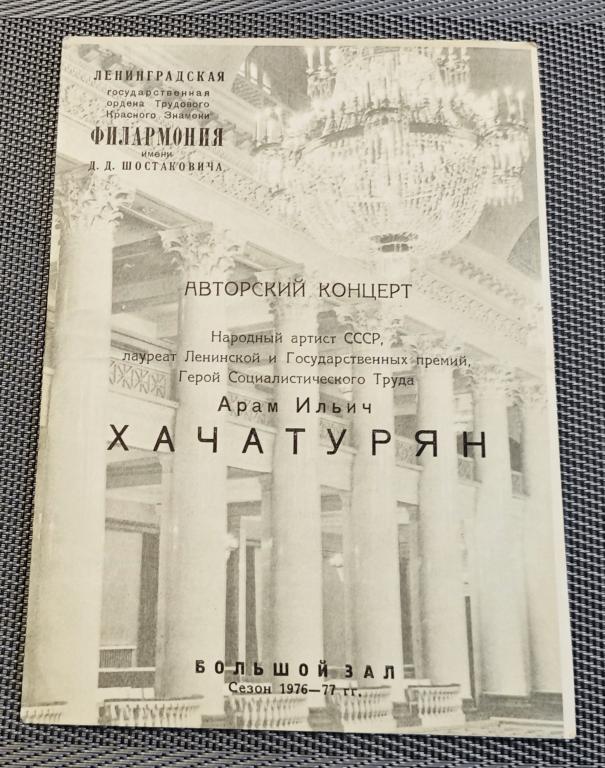 ЛЕНИНГРАДСКАЯ
государственная
ордена Трудового
Красного Знамени
ФИЛАРМОНИЯ
имени
Д. Д. ШОСТАКОВИЧА.
АВТОРСКИЙ КОНЦЕРТ
Народный артист СССР,
лауреат Ленинской и Государственных премий,
Герой Социалистического Труда
Арам Ильич
ХАЧАТУРЯН
БОЛЬШОЙ ЗАЛ
Сезон 1976—77 гг.